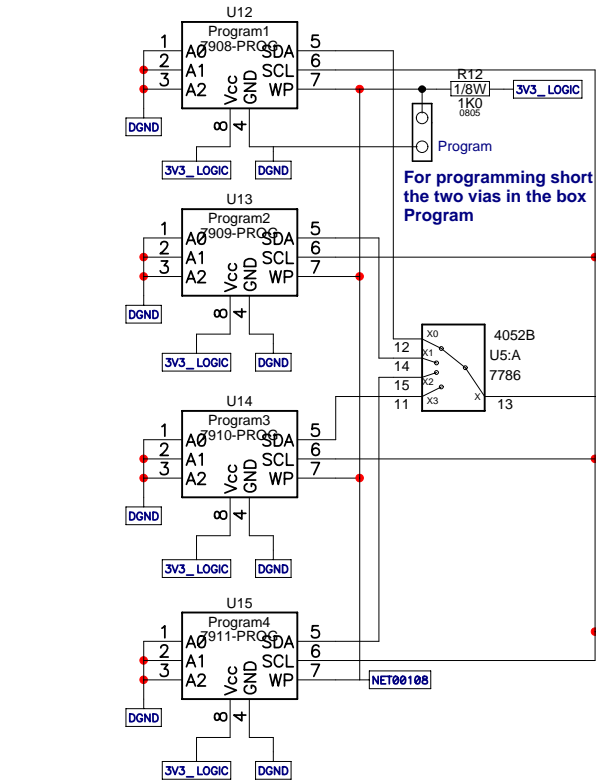 U12
Program1
7908-PROG
1 A0 SDA 5
2 A1 SCL 6
3 A2 WP 7
Vcc GND
8 4
DGND
3V3_LOGIC DGND
R12
1/8W
1K0
0805
3V3_LOGIC
Program
For programming short
the two vias in the box
Program
U13
Program2
7909-PROG
1 A0 SDA 5
2 A1 SCL 6
3 A2 WP 7
Vcc GND
8 4
DGND
3V3_LOGIC DGND
4052B
U5:A
7786
X0
12
X1
14
X2
15
X3
11
X
13
U14
Program3
7910-PROG
1 A0 SDA 5
2 A1 SCL 6
3 A2 WP 7
Vcc GND
8 4
DGND
3V3_LOGIC DGND
U15
Program4
7911-PROG
1 A0 SDA 5
2 A1 SCL 6
3 A2 WP 7
Vcc GND
8 4
NET00108
DGND
3V3_LOGIC DGND